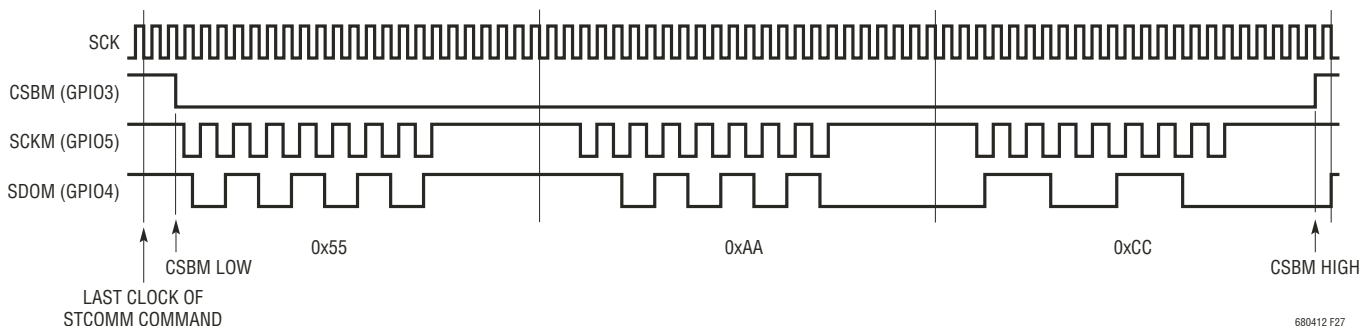 SCK
CSBM (GPIO3)
SCKM (GPIO5)
SDOM (GPIO4)
0x55
0xAA
0xCC
CSBM LOW
CSBM HIGH
LAST CLOCK OF
STCOMM COMMAND
680412 F27